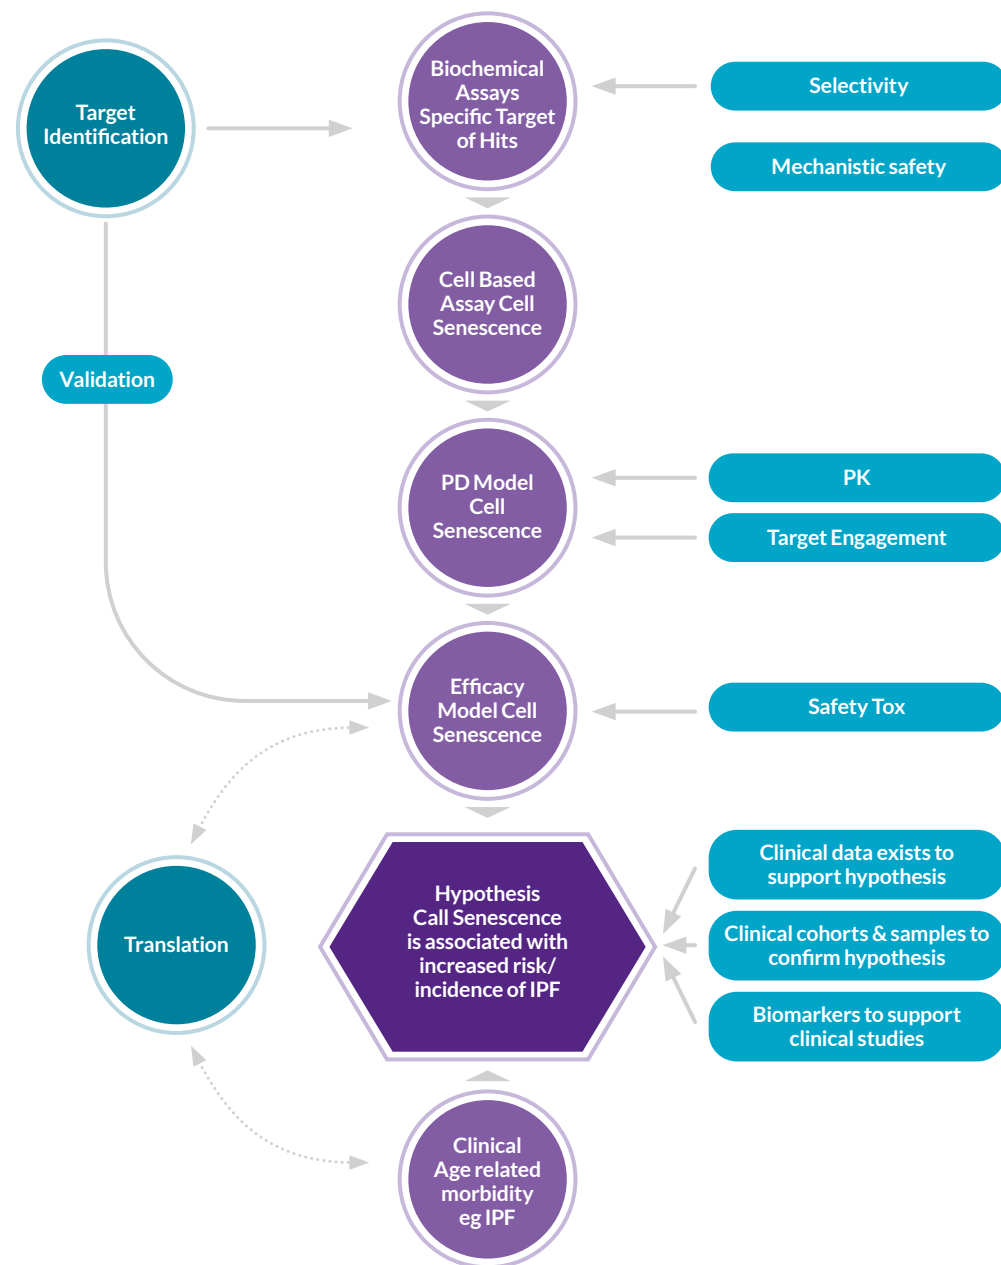 Target
Identification
Biochemical
Assays
Specific Target
of Hits
Selectivity
Mechanistic safety
Cell Based
Assay Cell
Senescence
Validation
PD Model
Cell
Senescence
PK
Target Engagement
Efficacy
Model Cell
Senescence
Safety Tox
Translation
Hypothesis
Call Senescence
is associated with
increased risk/
incidence of IPF
Clinical data exists to
support hypothesis
Clinical cohorts & samples to
confirm hypothesis
Biomarkers to support
clinical studies
Clinical
Age related
morbidity
eg IPF